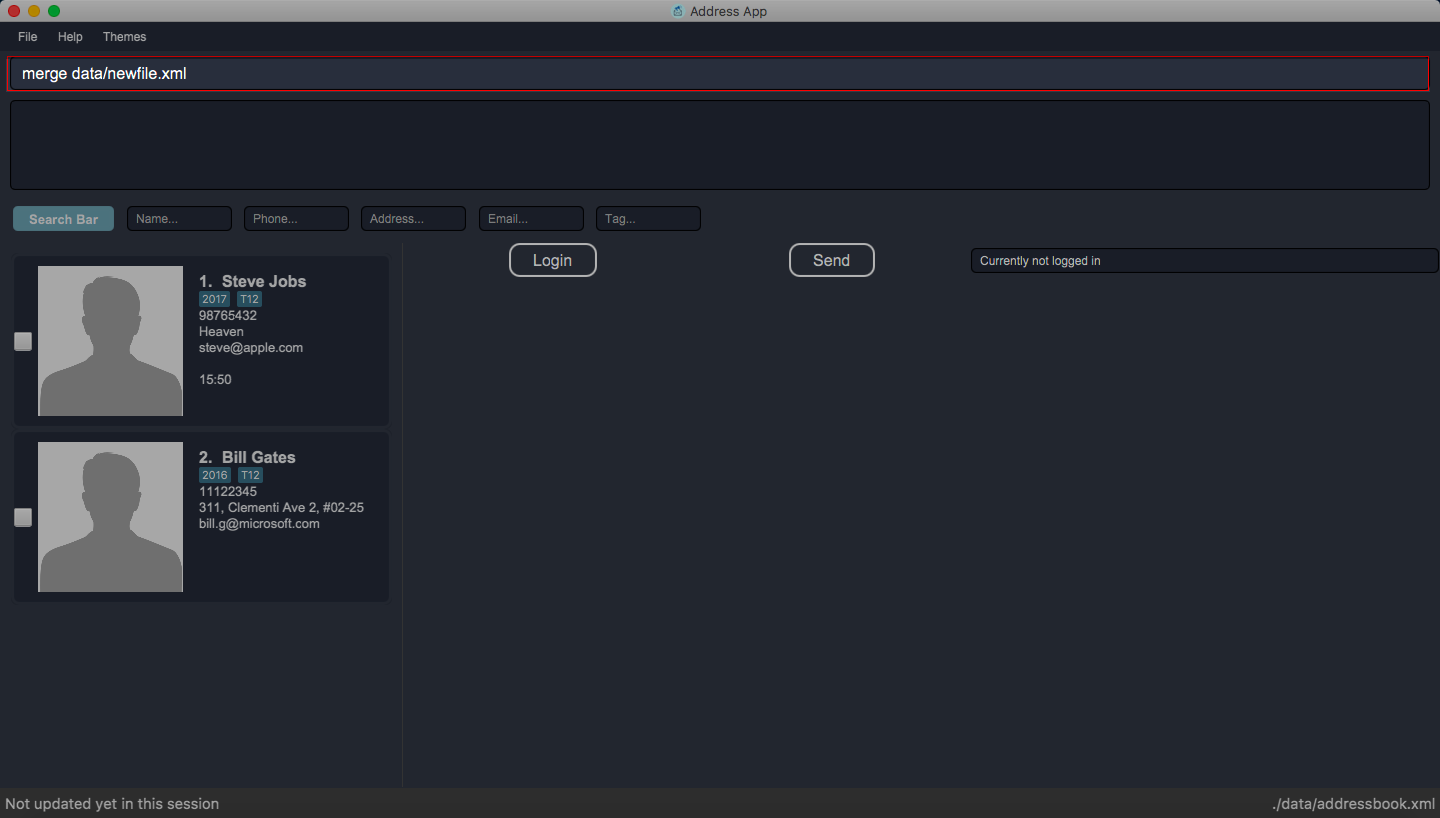 Address App
File Help Themes
merge data/newfile.xml
Search Bar Name... Phone... Address... Email... Tag...
Login Send Currently not logged in
1. Steve Jobs
2017 T12
98765432
Heaven
steve@apple.com
15:50
2. Bill Gates
2016 T12
11122345
311, Clementi Ave 2, #02-25
bill.g@microsoft.com
Not updated yet in this session ./data/addressbook.xml